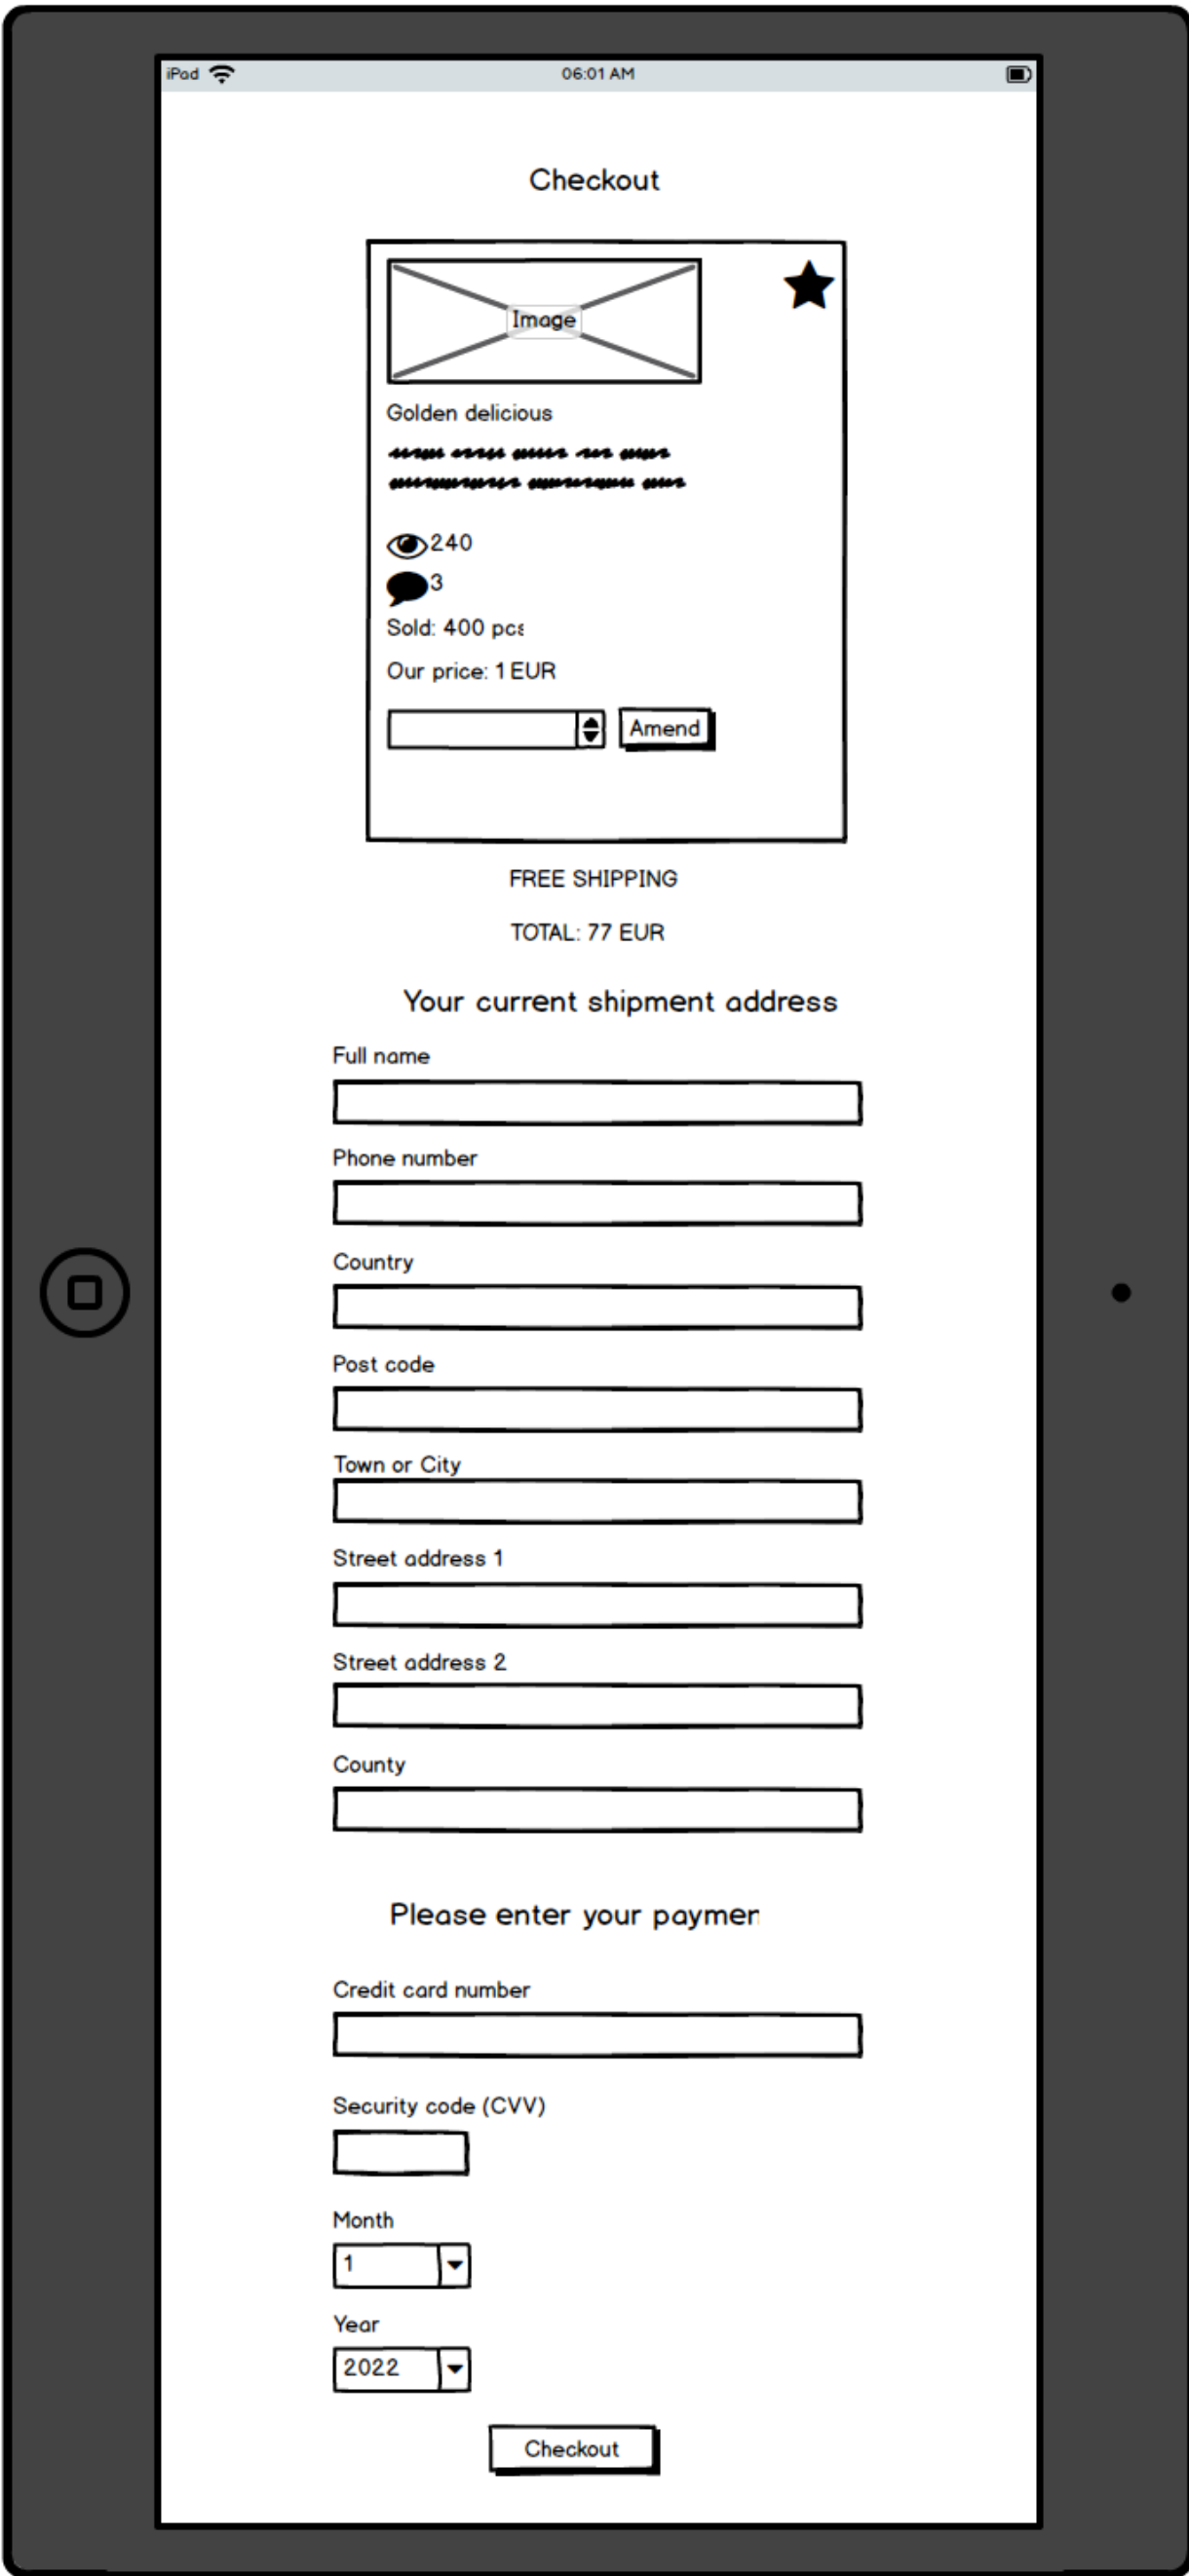 iPad 06:01 AM
Checkout
Image
Golden delicious
240
3
Sold: 400 pcs
Our price: 1 EUR
Amend
FREE SHIPPING
TOTAL: 77 EUR
Your current shipment address
Full name
Phone number
Country
Post code
Town or City
Street address 1
Street address 2
County
Please enter your paymen
Credit card number
Security code (CVV)
Month
1
Year
2022
Checkout